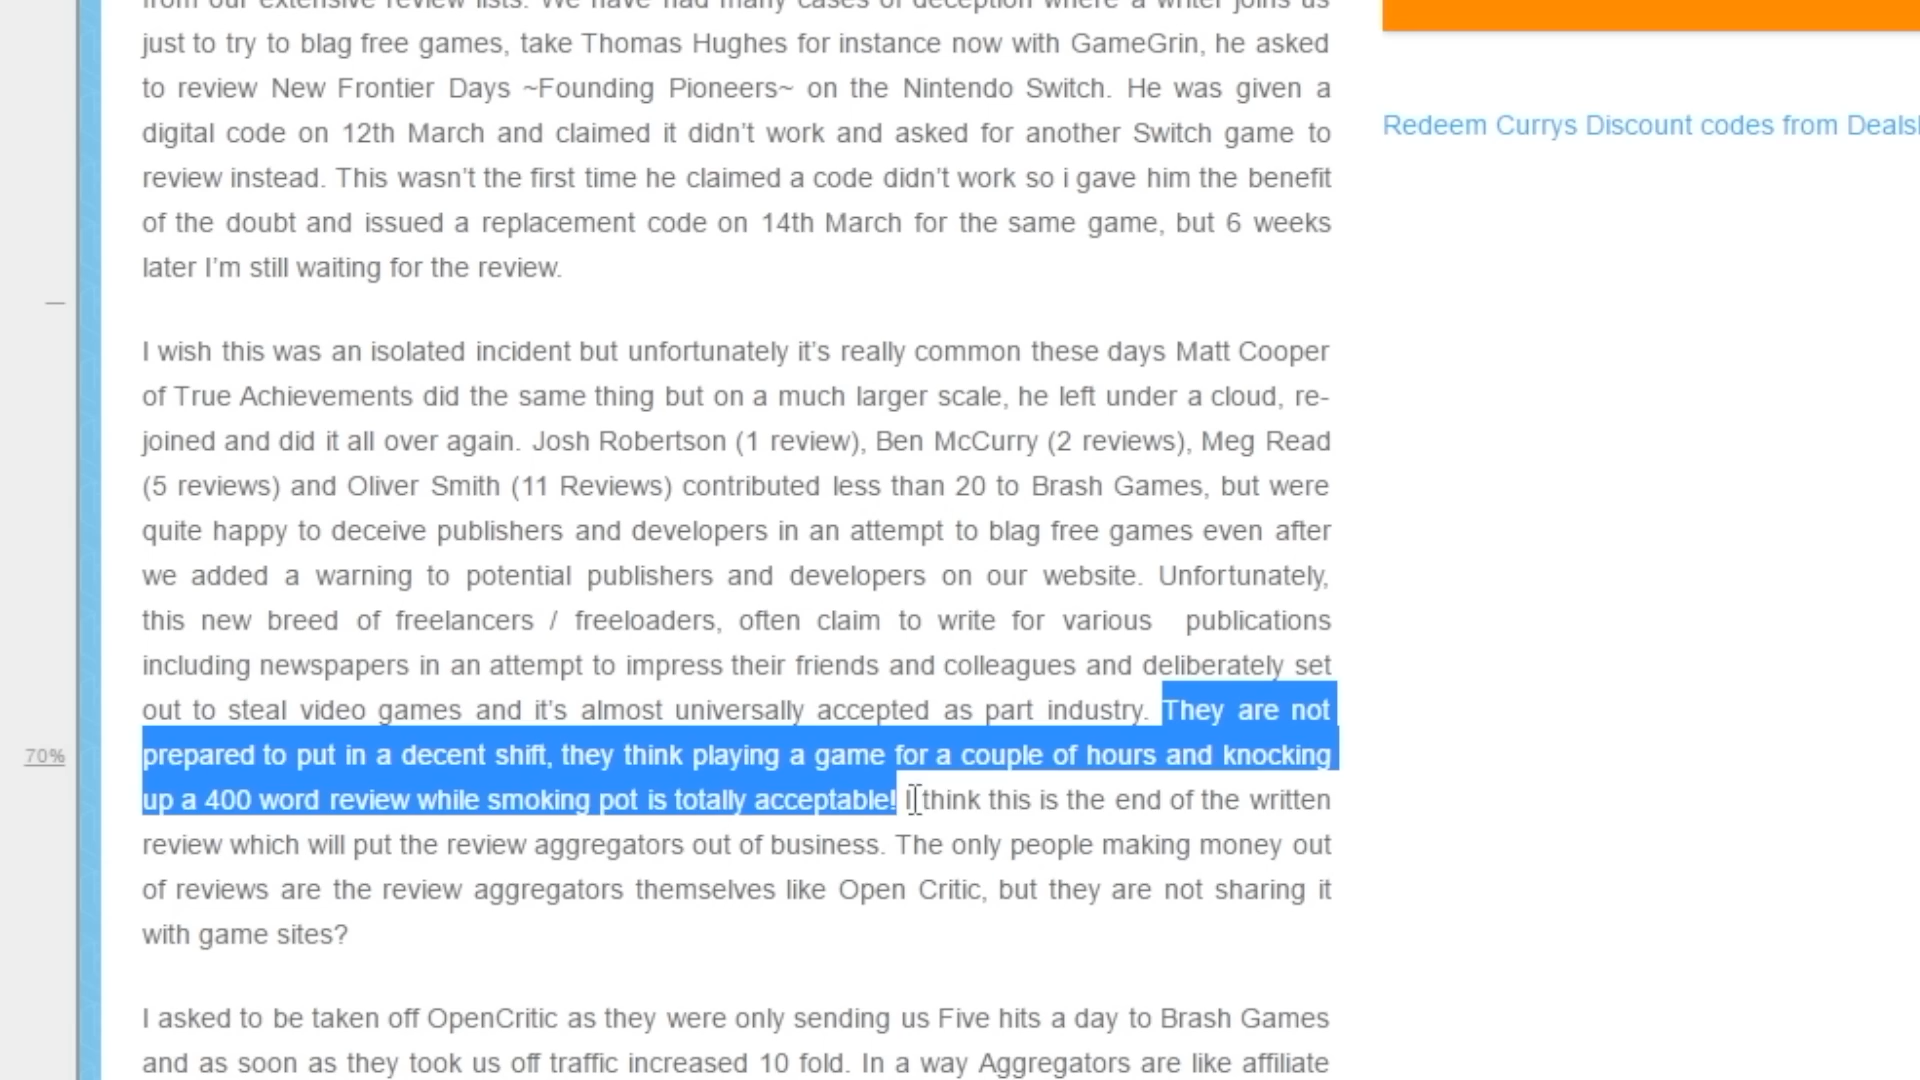 from our extensive review lists. We have had many cases of deception where a writer joins us
just to try to blag free games, take Thomas Hughes for instance now with GameGrin, he asked
to review New Frontier Days ~Founding Pioneers~ on the Nintendo Switch. He was given a
digital code on 12th March and claimed it didn’t work and asked for another Switch game to
review instead. This wasn’t the first time he claimed a code didn’t work so i gave him the benefit
of the doubt and issued a replacement code on 14th March for the same game, but 6 weeks
later I’m still waiting for the review.
I wish this was an isolated incident but unfortunately it’s really common these days Matt Cooper
of True Achievements did the same thing but on a much larger scale, he left under a cloud, re-
joined and did it all over again. Josh Robertson (1 review), Ben McCurry (2 reviews), Meg Read
(5 reviews) and Oliver Smith (11 Reviews) contributed less than 20 to Brash Games, but were
quite happy to deceive publishers and developers in an attempt to blag free games even after
we added a warning to potential publishers and developers on our website. Unfortunately,
this new breed of freelancers / freeloaders, often claim to write for various publications
including newspapers in an attempt to impress their friends and colleagues and deliberately set
out to steal video games and it’s almost universally accepted as part industry. They are not
prepared to put in a decent shift, they think playing a game for a couple of hours and knocking
up a 400 word review while smoking pot is totally acceptable! I think this is the end of the written
review which will put the review aggregators out of business. The only people making money out
of reviews are the review aggregators themselves like Open Critic, but they are not sharing it
with game sites?
I asked to be taken off OpenCritic as they were only sending us Five hits a day to Brash Games
and as soon as they took us off traffic increased 10 fold. In a way Aggregators are like affiliate
70%
Redeem Currys Discount codes from